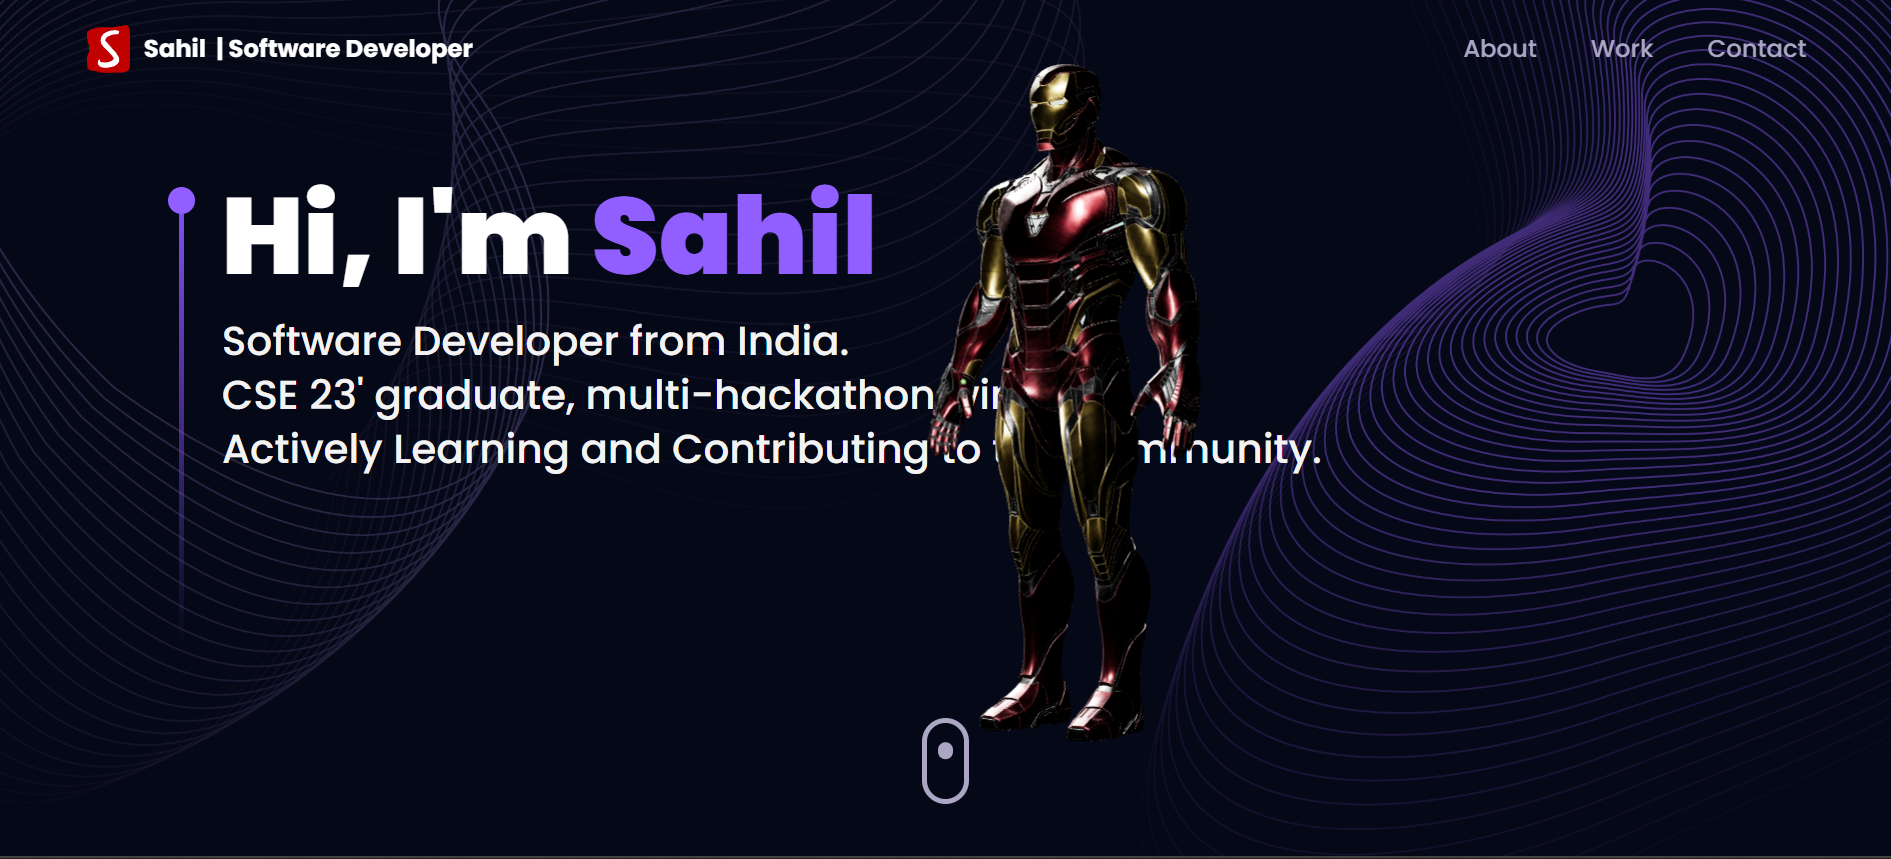 S
Sahil | Software Developer
About
Work
Contact
Hi, I'm Sahil
Software Developer from India.
CSE 23' graduate, multi-hackathon
Actively Learning and Contributing to munity.